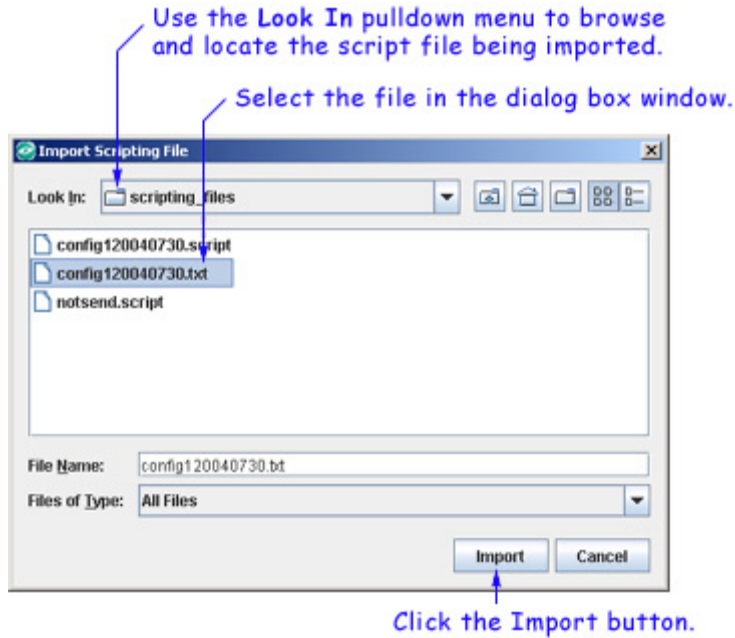 Use the Look In pulldown menu to browse
and locate the script file being imported.
Select the file in the dialog box window.
Import Scripting File
Look In: scripting_files
config120040730.script
config120040730.txt
notsend.script
File Name: config120040730.txt
Files of Type: All Files
Import Cancel
Click the Import button.